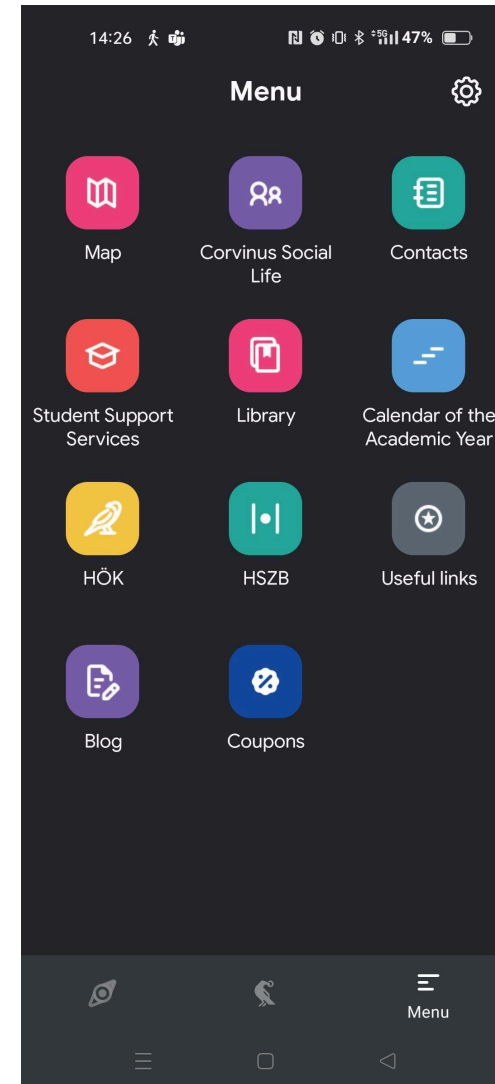 14:26 47%
Menu
Map
Corvinus Social
Life
Contacts
Student Support
Services
Library
Calendar of the
Academic Year
HÖK
HSZB
Useful links
Blog
Coupons
Menu